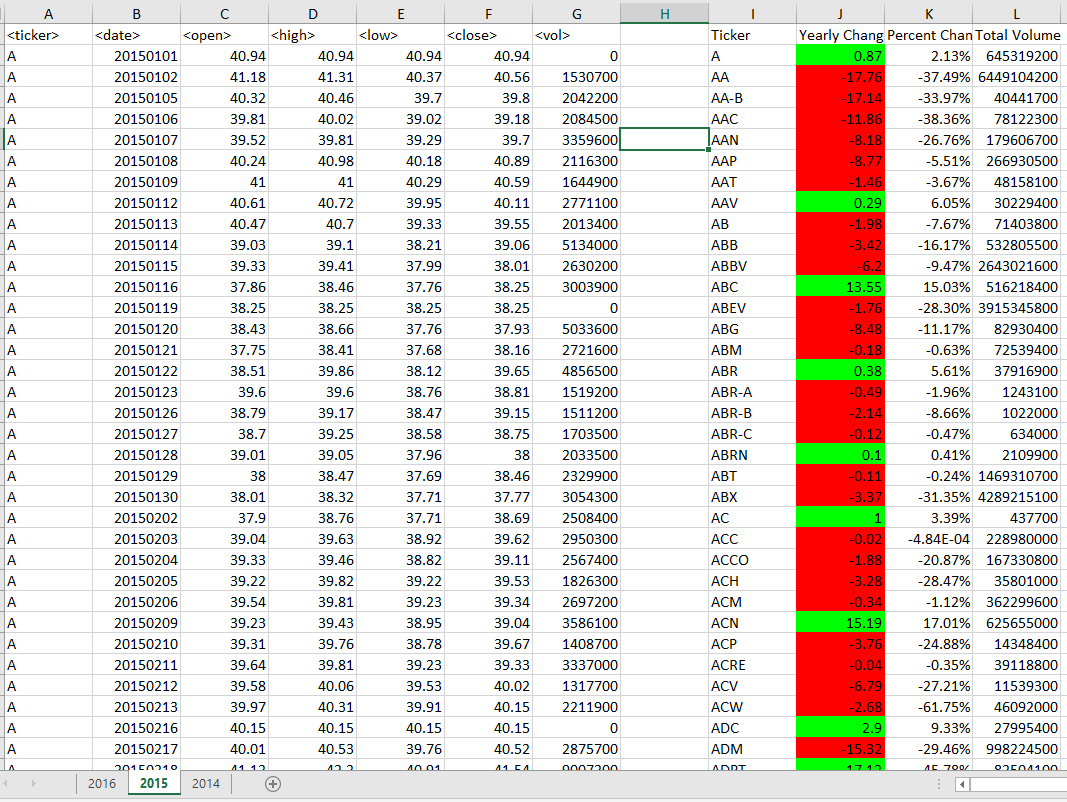 A B C D E F G H I J K L
<ticker> <date> <open> <high> <low> <close> <vol> Ticker Yearly Chang Percent Chan Total Volume
A 20150101 40.94 40.94 40.94 40.94 0 A 0.87 2.13% 645319200
A 20150102 41.18 41.31 40.37 40.56 1530700 AA -17.76 -37.49% 6449104200
A 20150105 40.32 40.46 39.7 39.8 2042200 AA-B -17.14 -33.97% 40441700
A 20150106 39.81 40.02 39.02 39.18 2084500 AAC -11.86 -38.36% 78122300
A 20150107 39.52 39.81 39.29 39.7 3359600 AAN -8.18 -26.76% 179606700
A 20150108 40.24 40.98 40.18 40.89 2116300 AAP -8.77 -5.51% 266930500
A 20150109 41 41 40.29 40.59 1644900 AAT -1.46 -3.67% 48158100
A 20150112 40.61 40.72 39.95 40.11 2771100 AAV 0.29 6.05% 30229400
A 20150113 40.47 40.7 39.33 39.55 2013400 AB -1.98 -7.67% 71403800
A 20150114 39.03 39.1 38.21 39.06 5134000 ABB -3.42 -16.17% 532805500
A 20150115 39.33 39.41 37.99 38.01 2630200 ABBV -6.2 -9.47% 2643021600
A 20150116 37.86 38.46 37.76 38.25 3003900 ABC 13.55 15.03% 516218400
A 20150119 38.25 38.25 38.25 38.25 0 ABEV -1.76 -28.30% 3915345800
A 20150120 38.43 38.66 37.76 37.93 5033600 ABG -8.48 -11.17% 82930400
A 20150121 37.75 38.41 37.68 38.16 2721600 ABM -0.18 -0.63% 72539400
A 20150122 38.51 39.86 38.12 39.65 4856500 ABR 0.38 5.61% 37916900
A 20150123 39.6 39.6 38.76 38.81 1519200 ABR-A -0.49 -1.96% 1243100
A 20150126 38.79 39.17 38.47 39.15 1511200 ABR-B -2.14 -8.66% 1022000
A 20150127 38.7 39.25 38.58 38.75 1703500 ABR-C -0.12 -0.47% 634000
A 20150128 39.01 39.05 37.96 38 2033500 ABRN 0.1 0.41% 2109900
A 20150129 38 38.47 37.69 38.46 2329900 ABT -0.11 -0.24% 1469310700
A 20150130 38.01 38.32 37.71 37.77 3054300 ABX -3.37 -31.35% 4289215100
A 20150202 37.9 38.76 37.71 38.69 2508400 AC 1 3.39% 437700
A 20150203 39.04 39.63 38.92 39.62 2950300 ACC -0.02 -4.84E-04 228980000
A 20150204 39.33 39.46 38.82 39.11 2567400 ACCO -1.88 -20.87% 167330800
A 20150205 39.22 39.82 39.22 39.53 1826300 ACH -3.28 -28.47% 35801000
A 20150206 39.54 39.81 39.23 39.34 2697200 ACM -0.34 -1.12% 362299600
A 20150209 39.23 39.43 38.95 39.04 3586100 ACN 15.19 17.01% 625655000
A 20150210 39.31 39.76 38.78 39.67 1408700 ACP -3.76 -24.88% 14348400
A 20150211 39.64 39.81 39.23 39.33 3337000 ACRE -0.04 -0.35% 39118800
A 20150212 39.58 40.06 39.53 40.02 1317700 ACV -6.79 -27.21% 11539300
A 20150213 39.97 40.31 39.91 40.15 2211900 ACW -2.68 -61.75% 46092000
A 20150216 40.15 40.15 40.15 40.15 0 ADC 2.9 9.33% 27995400
A 20150217 40.01 40.53 39.76 40.52 2875700 ADM -15.32 -29.46% 998224500
2016 2015 2014